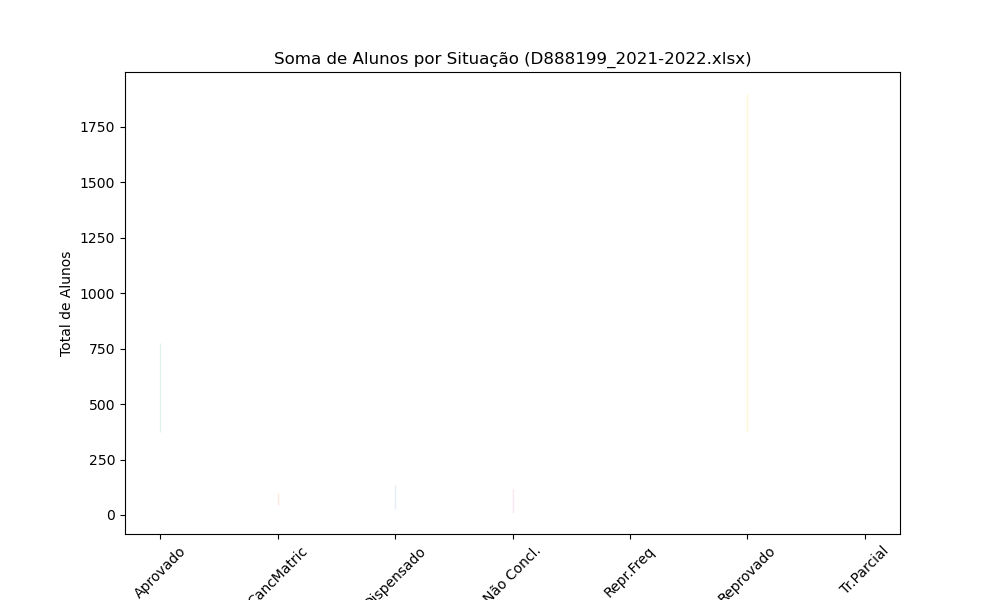 Soma de Alunos por Situação (D888199_2021-2022.xlsx)
Total de Alunos
1750
1500
1250
1000
750
500
250
0
Aprovado
CancMatric
Dispensado
Não Concl.
Repr.Freq
Reprovado
Tr.Parcial